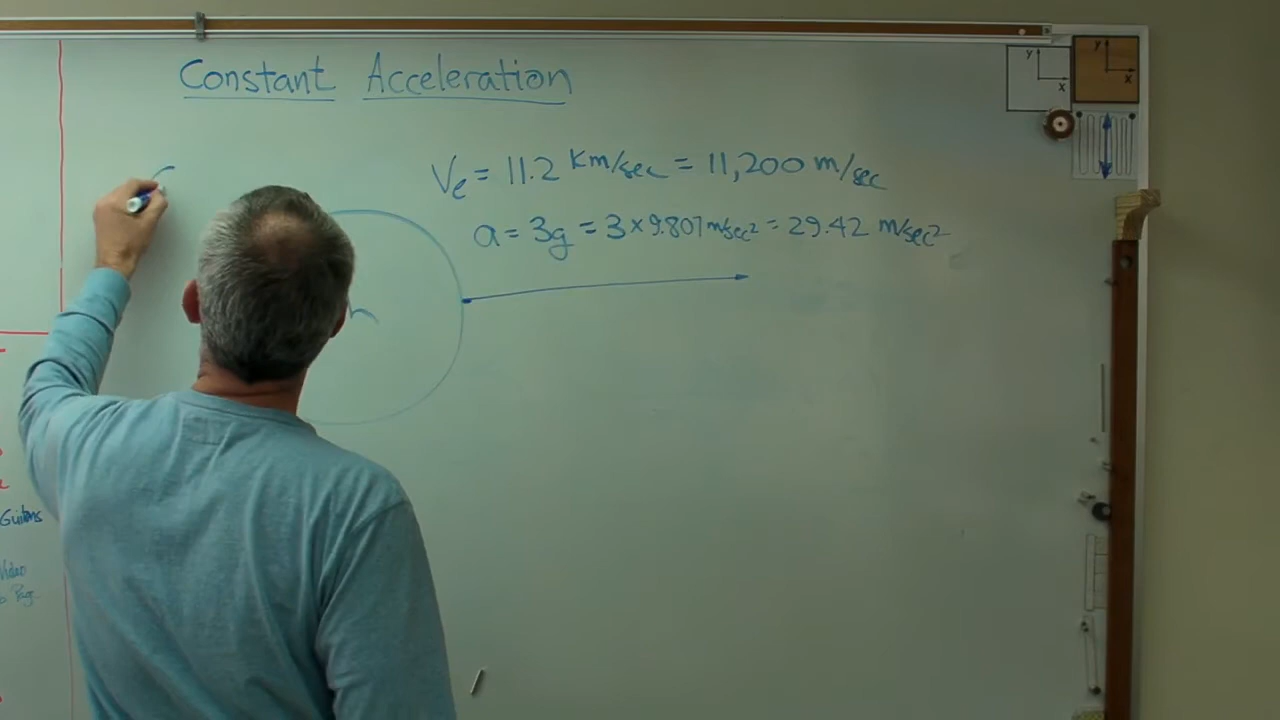 Constant Acceleration
Ve = 11.2 Km/sec = 11,200 m/sec
a = 3g = 3 × 9.807 m/sec² = 29.42 m/sec²
h
y
x
y
x
Guitars
Video